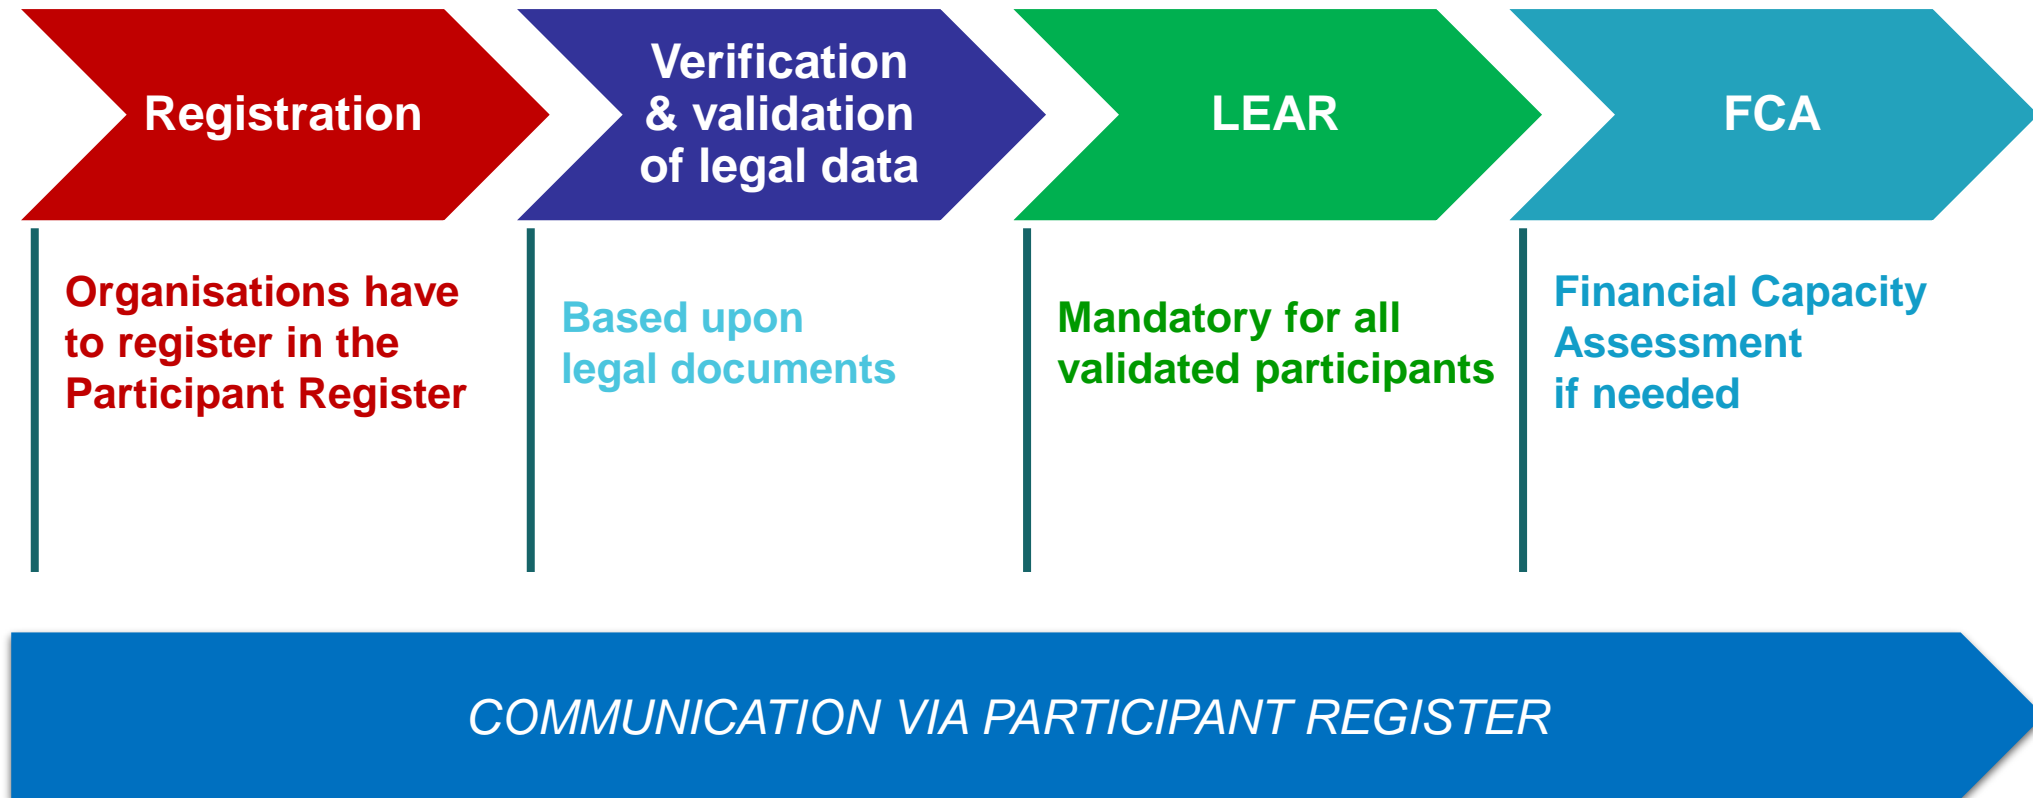 Registration
Verification
& validation
of legal data
LEAR
FCA
Organisations have
to register in the
Participant Register
Based upon
legal documents
Mandatory for all
validated participants
Financial Capacity
Assessment
if needed
COMMUNICATION VIA PARTICIPANT REGISTER